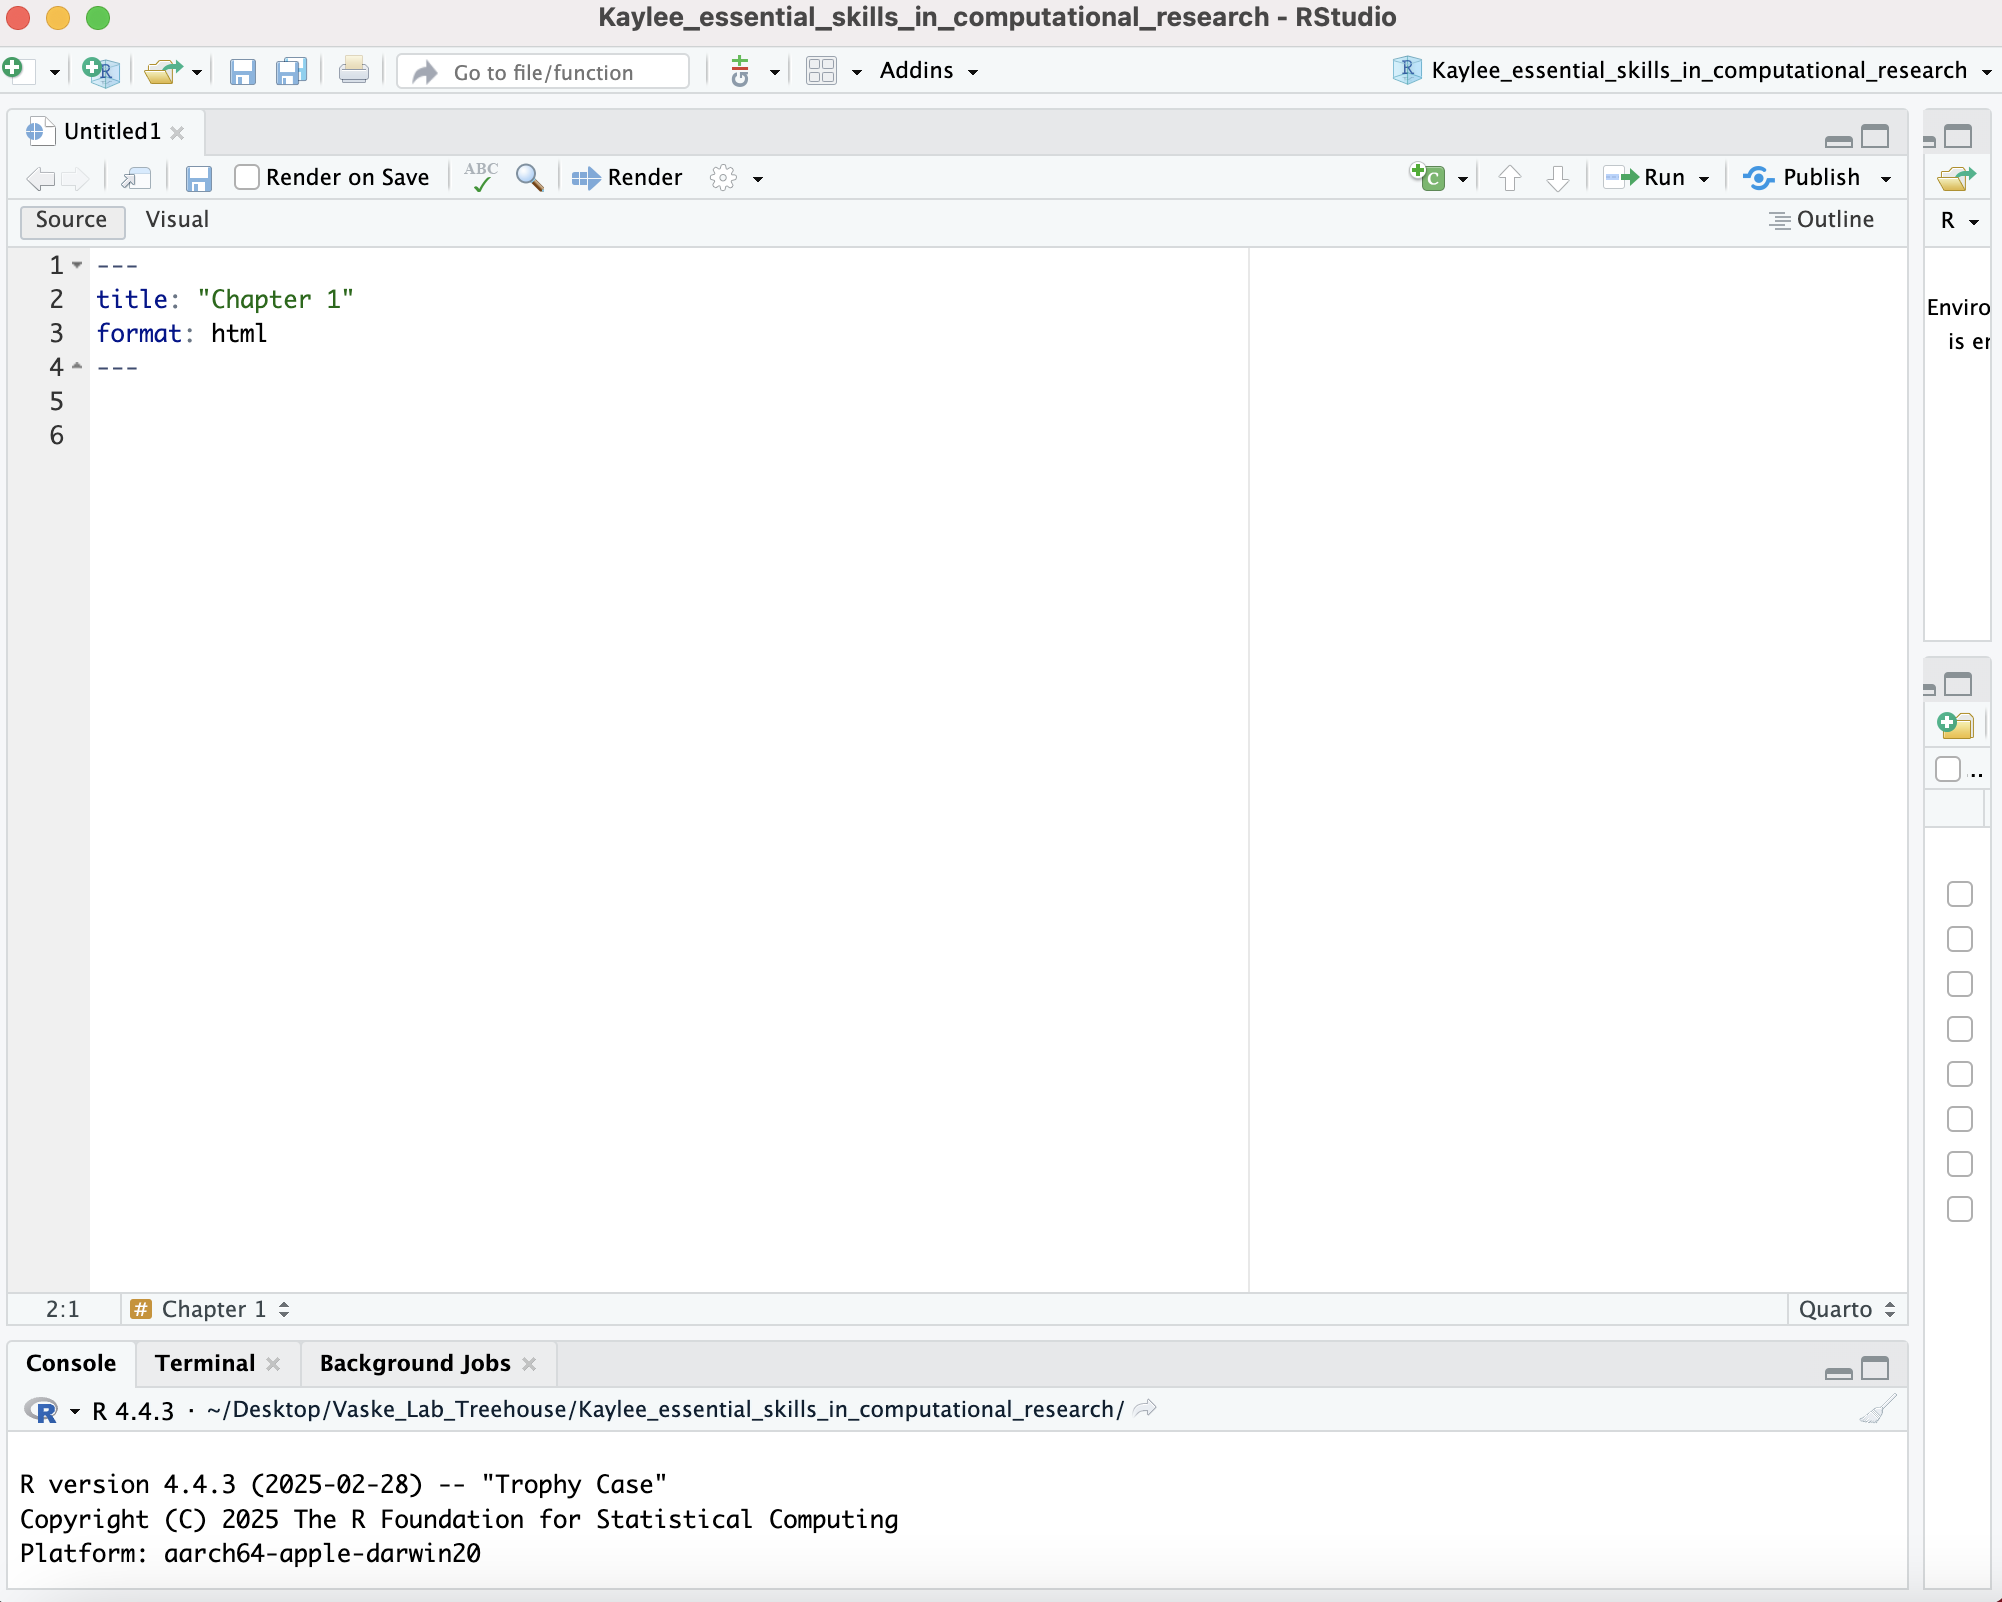 Kaylee_essential_skills_in_computational_research - RStudio
Go to file/function
Addins
Kaylee_essential_skills_in_computational_research
Untitled1
Render on Save
ABC
Render
Run
Publish
Source
Visual
Outline
R
1 ---
2 title: "Chapter 1"
3 format: html
4 ---
5
6
Enviro
is er
..
2:1
# Chapter 1
Quarto
Console
Terminal
Background Jobs
R 4.4.3 · ~/Desktop/Vaske_Lab_Treehouse/Kaylee_essential_skills_in_computational_research/
R version 4.4.3 (2025-02-28) -- "Trophy Case"
Copyright (C) 2025 The R Foundation for Statistical Computing
Platform: aarch64-apple-darwin20